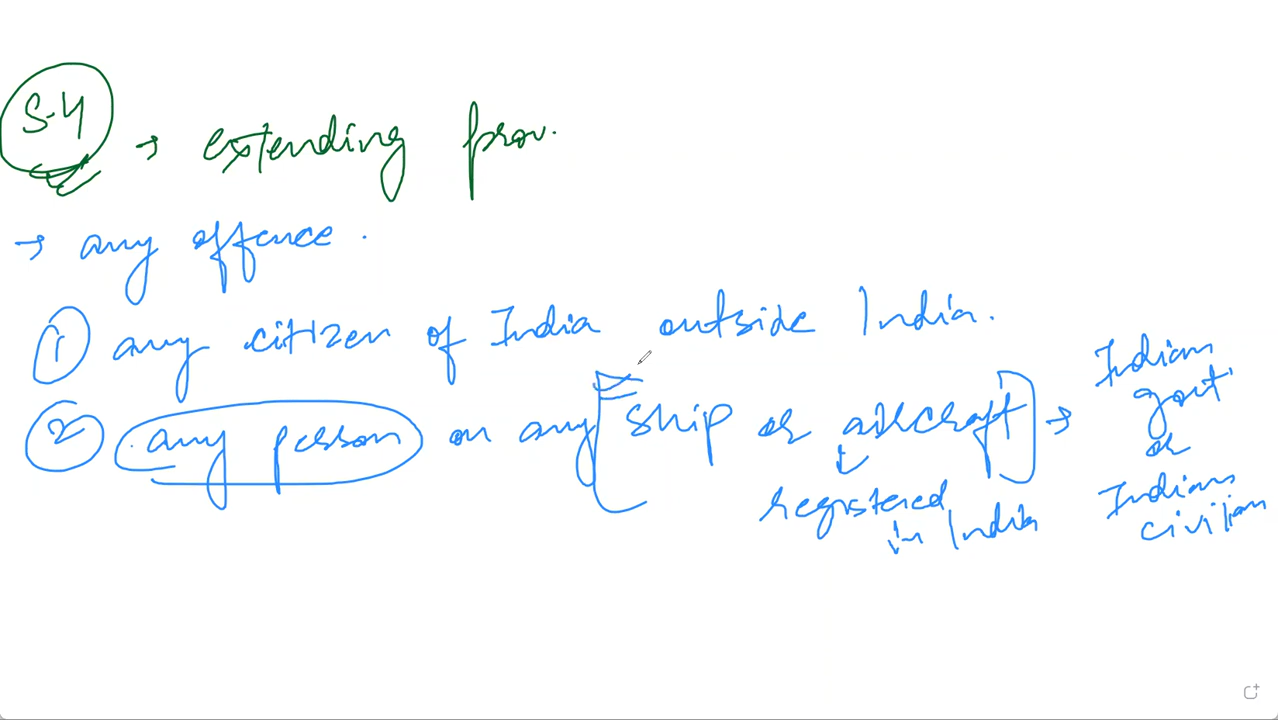 S-4 → extending prov.
→ any offence.
① any citizen of India outside India.
② any person on any [ship or aircraft] → Indian govt or Indian civilian
registered in India